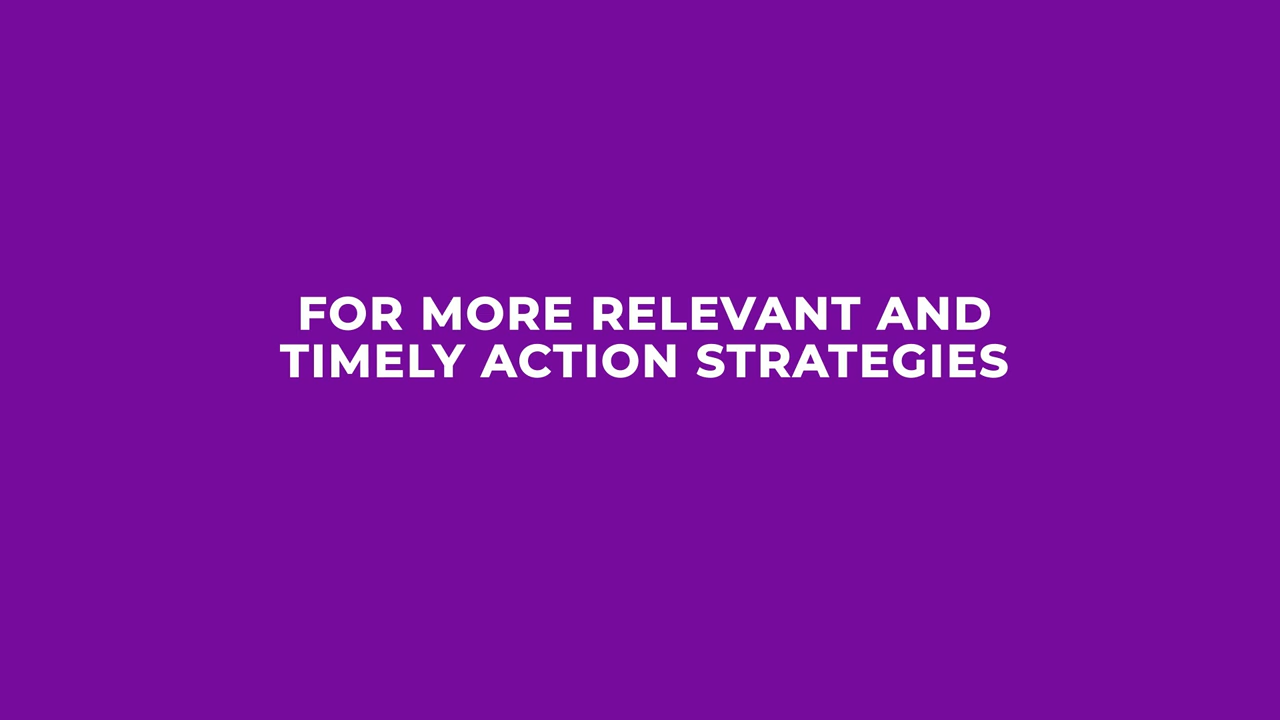 FOR MORE RELEVANT AND
TIMELY ACTION STRATEGIES